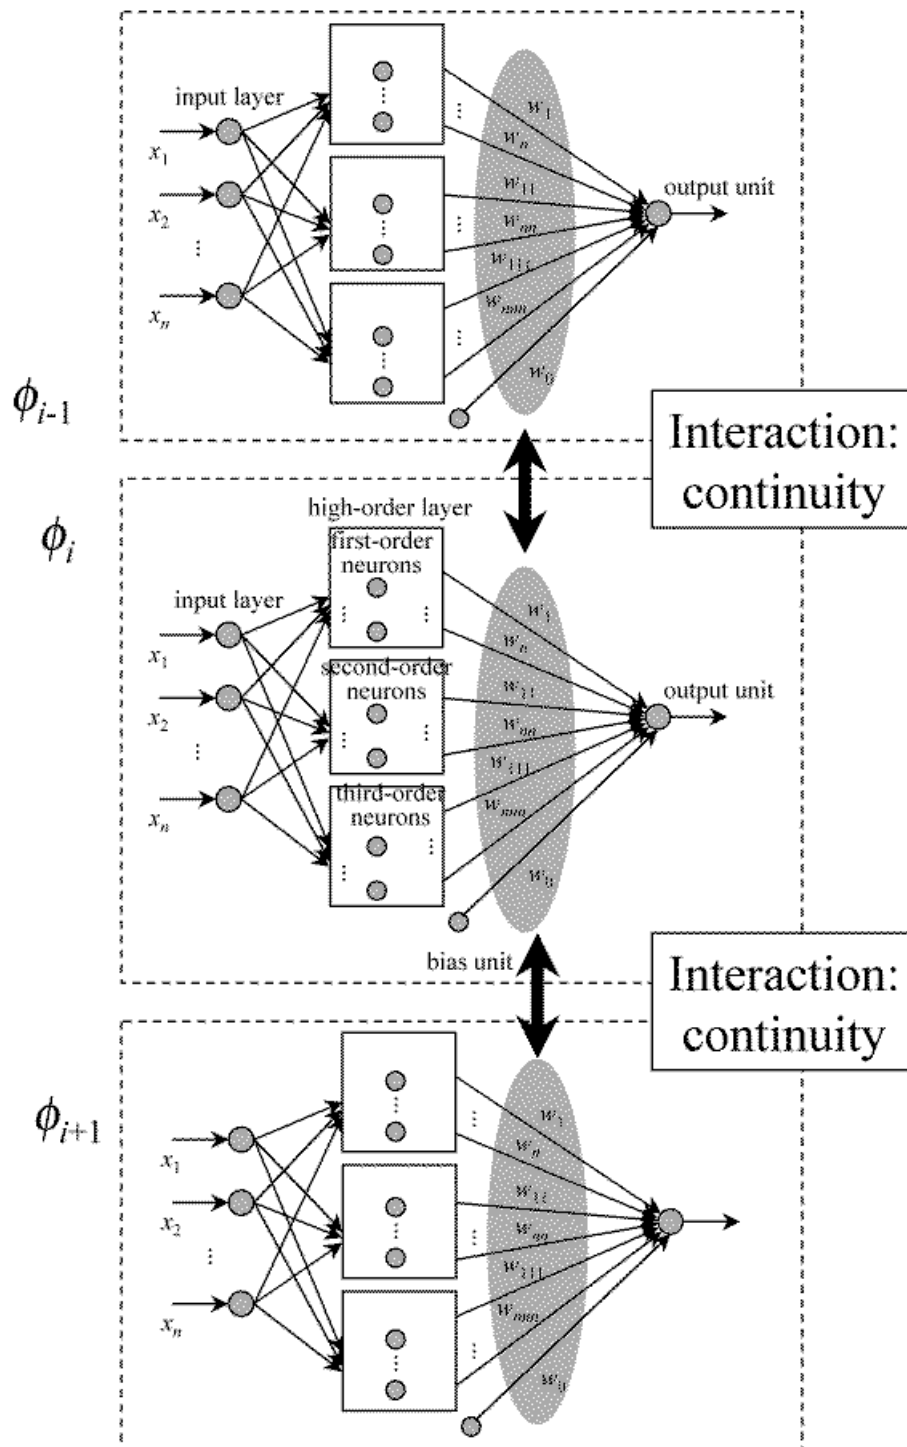 input layer
x1
x2
...
xn
...
...
...
...
...
...
w1
wn
w11
wnn
w111
wnnn
w0
output unit
ϕi-1
Interaction:
continuity
ϕi
high-order layer
first-order
neurons
... ...
second-order
neurons
... ...
third-order
neurons
... ...
input layer
x1
x2
...
xn
w1
wn
w11
wnn
w111
wnnn
w0
output unit
bias unit
Interaction:
continuity
ϕi+1
x1
x2
...
xn
...
...
...
...
...
...
w1
wn
w11
wnn
w111
wnnn
w0